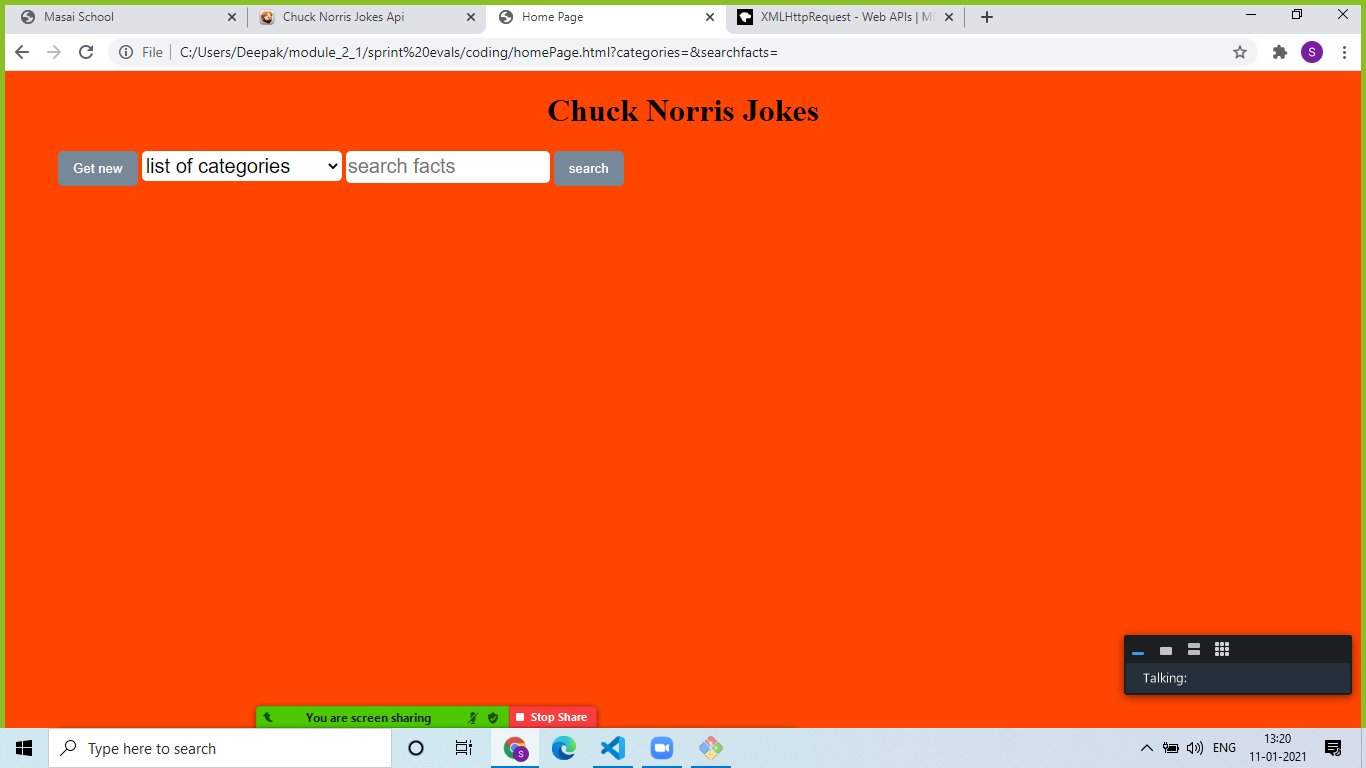 Masai School
Chuck Norris Jokes Api
Home Page
XMLHttpRequest - Web APIs | M
File
C:/Users/Deepak/module_2_1/sprint%20evals/coding/homePage.html?categories=&searchfacts=
S
Chuck Norris Jokes
Get new
list of categories
search facts
search
Talking:
You are screen sharing
Stop Share
Type here to search
S
ENG
13:20
11-01-2021